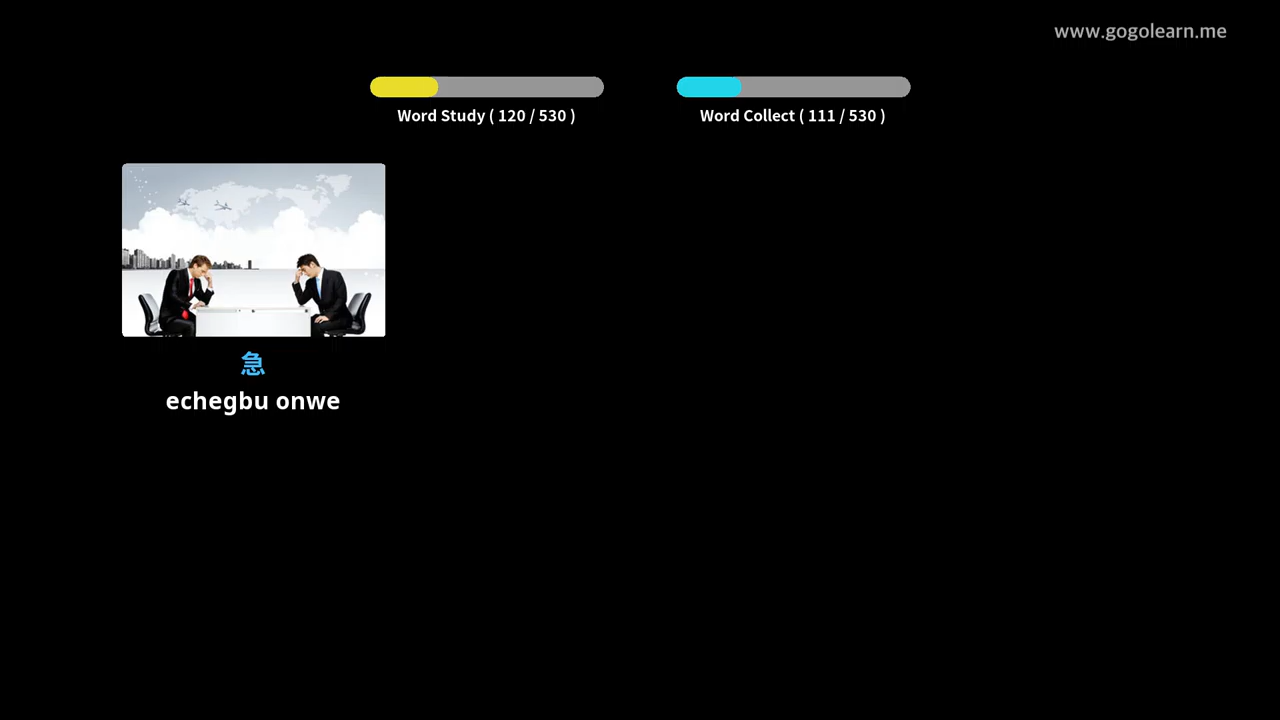 www.gogolearn.me
Word Study ( 120 / 530 )
Word Collect ( 111 / 530 )
急
echegbu onwe